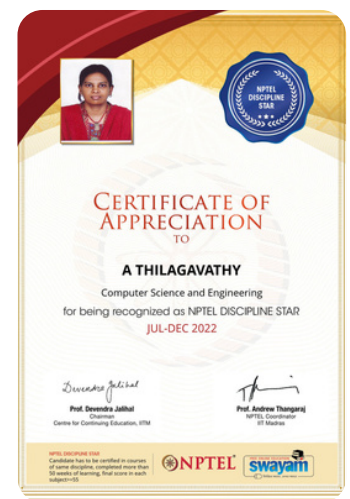 NPTEL
DISCIPLINE
STAR
CERTIFICATE OF
APPRECIATION
TO
A THILAGAVATHY
Computer Science and Engineering
for being recognized as NPTEL DISCIPLINE STAR
JUL-DEC 2022
Devendra Jalihal
Prof. Devendra Jalihal
Chairman
Centre for Continuing Education, IITM
Prof. Andrew Thangaraj
NPTEL Coordinator
IIT Madras
NPTEL DISCIPLINE STAR
Candidate has to be certified in courses
of same discipline, completed more than
50 weeks of learning, final score in each
subject>=55
NPTEL
swayam